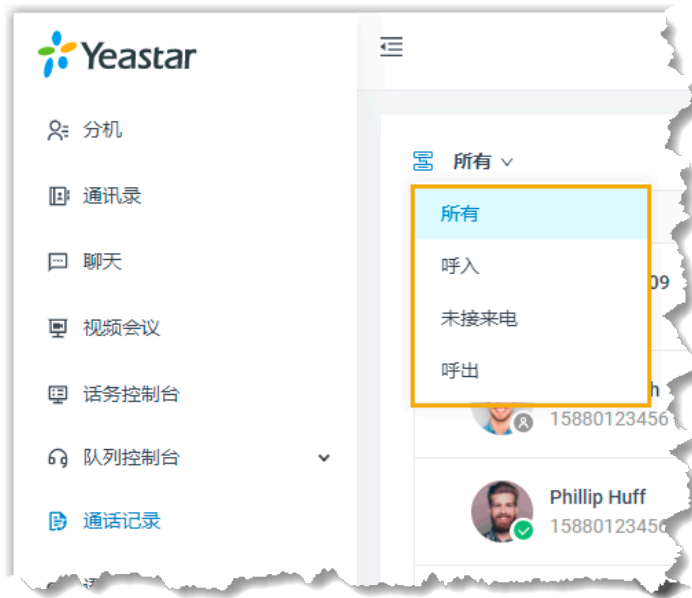 Yeastar
分机
通讯录
聊天
视频会议
话务控制台
队列控制台
通话记录
所有
所有
呼入
未接来电
呼出
09
h
15880123456
Phillip Huff
15880123456